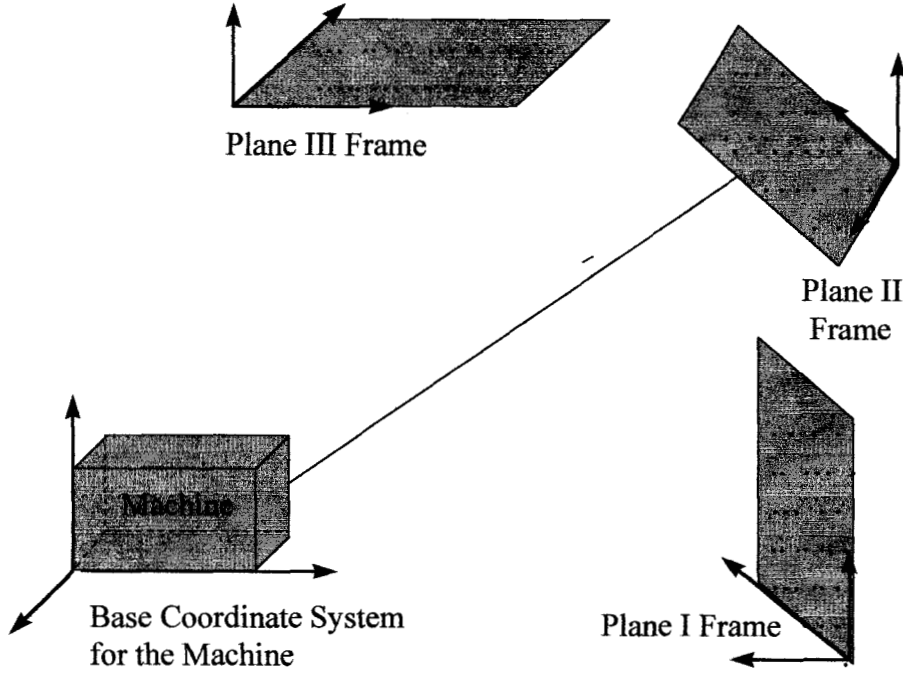 Plane III Frame
Plane II
Frame
Machine
Plane I Frame
Base Coordinate System
for the Machine